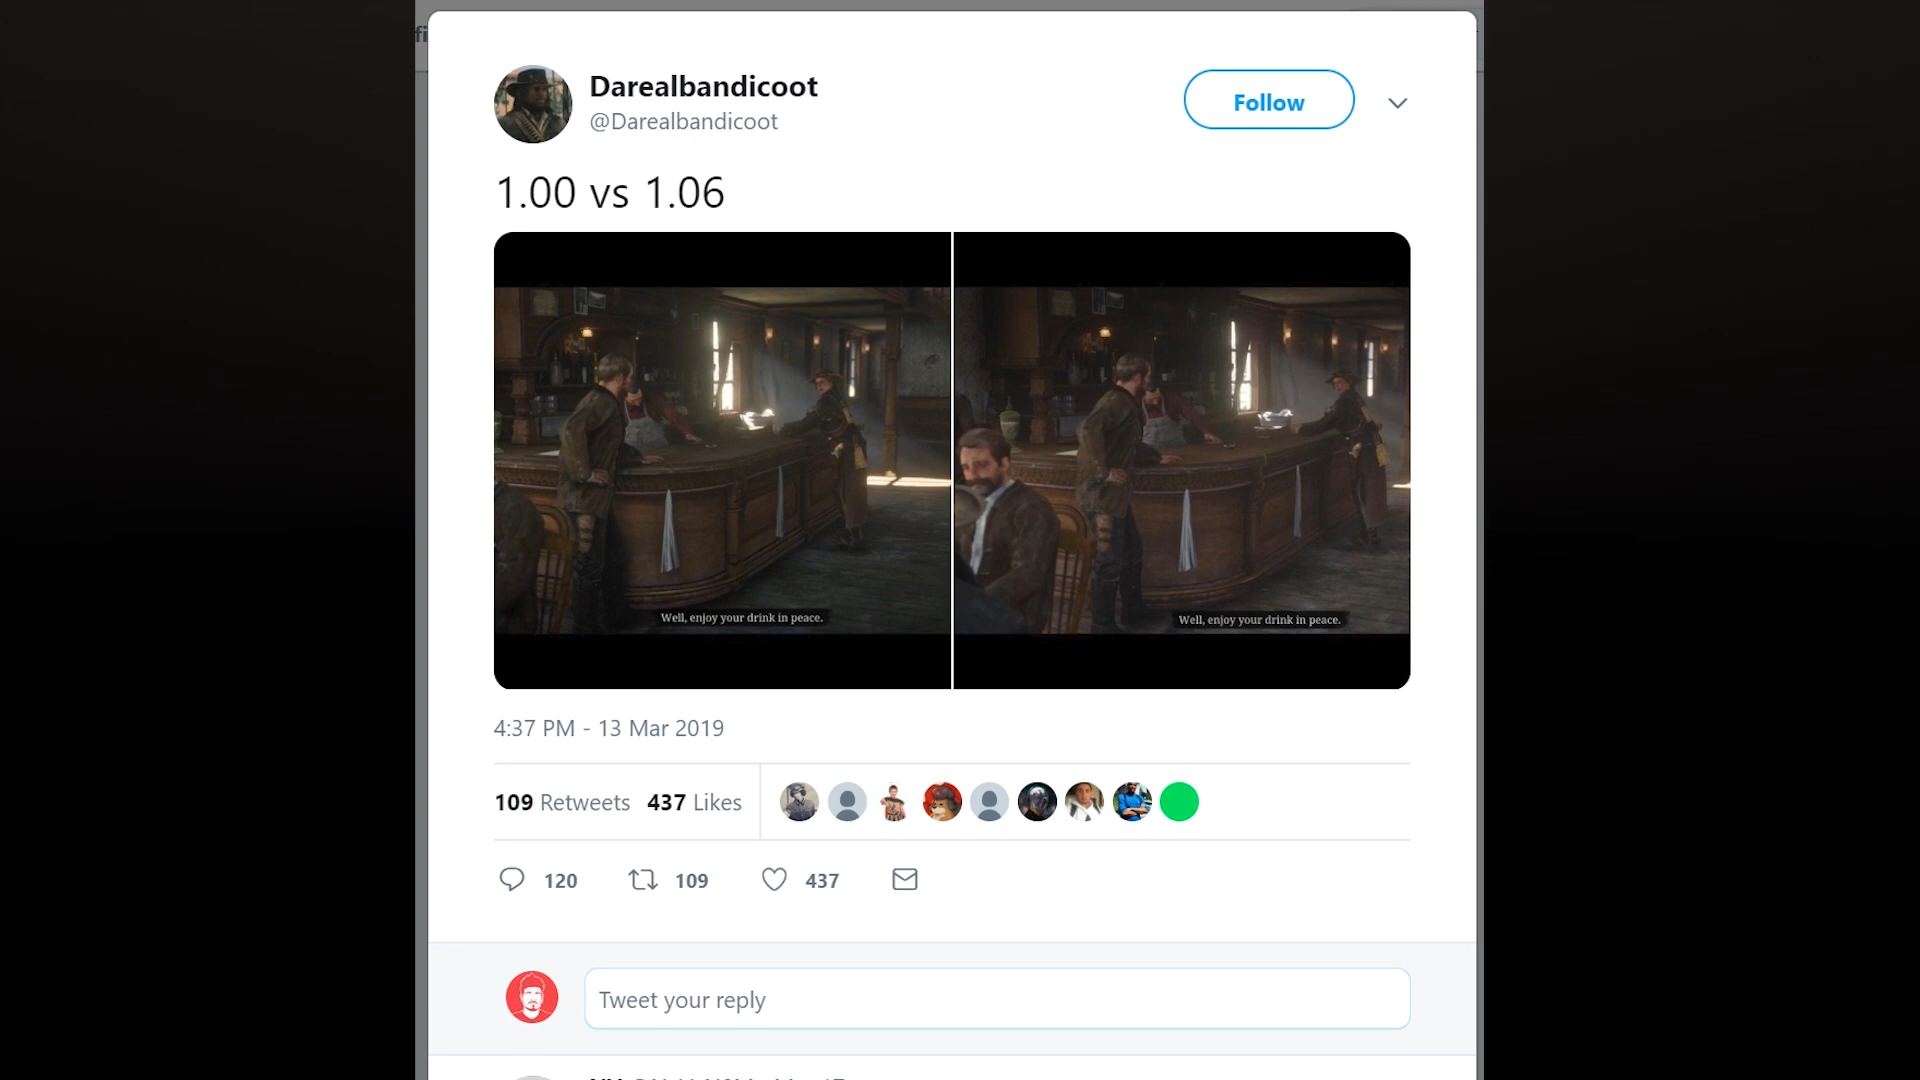 fi
Darealbandicoot
@Darealbandicoot
Follow
1.00 vs 1.06
Well, enjoy your drink in peace.
Well, enjoy your drink in peace.
4:37 PM - 13 Mar 2019
109 Retweets 437 Likes
120 109 437
Tweet your reply